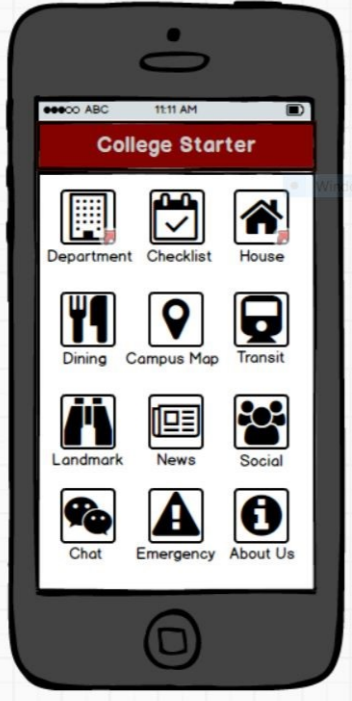 ABC 11:11 AM
College Starter
Department Checklist House
Dining Campus Map Transit
Landmark News Social
Chat Emergency About Us